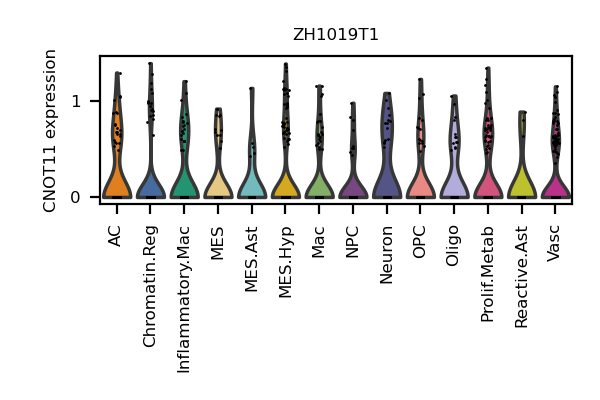 ZH1019T1
CNOT11 expression
1
0
AC
Chromatin.Reg
Inflammatory.Mac
MES
MES.Ast
MES.Hyp
Mac
NPC
Neuron
OPC
Oligo
Prolif.Metab
Reactive.Ast
Vasc